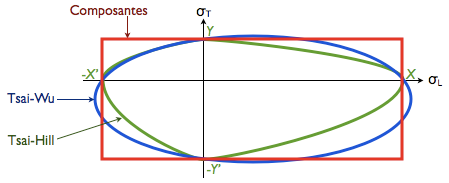 Composantes
σT
Y
-X'
X
σL
Tsai-Wu
Tsai-Hill
-Y'